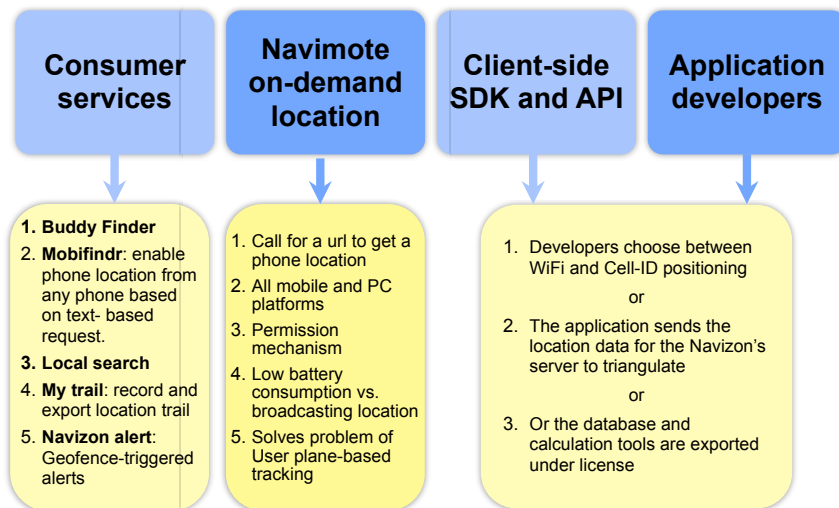 Consumer
services
Navimote
on-demand
location
Client-side
SDK and API
Application
developers
1. Buddy Finder
2. Mobifindr: enable
phone location from
any phone based
on text- based
request.
3. Local search
4. My trail: record and
export location trail
5. Navizon alert:
Geofence-triggered
alerts
1. Call for a url to get a
phone location
2. All mobile and PC
platforms
3. Permission
mechanism
4. Low battery
consumption vs.
broadcasting location
5. Solves problem of
User plane-based
tracking
1. Developers choose between
WiFi and Cell-ID positioning
or
2. The application sends the
location data for the Navizon's
server to triangulate
or
3. Or the database and
calculation tools are exported
under license